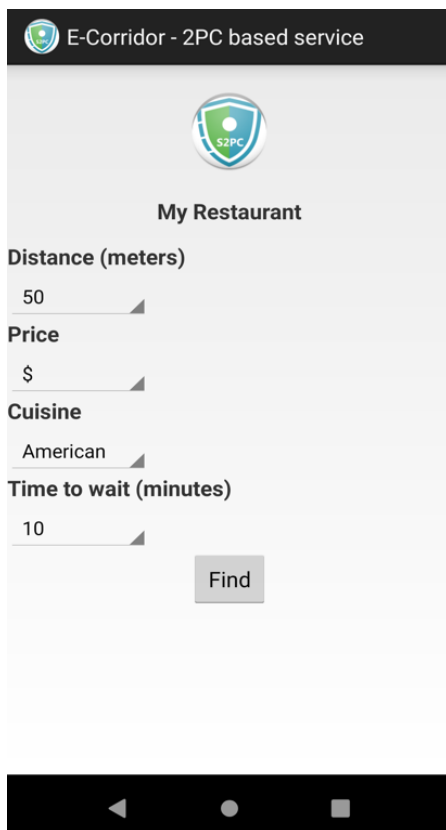 E-Corridor - 2PC based service
S2PC
My Restaurant
Distance (meters)
50
Price
$
Cuisine
American
Time to wait (minutes)
10
Find